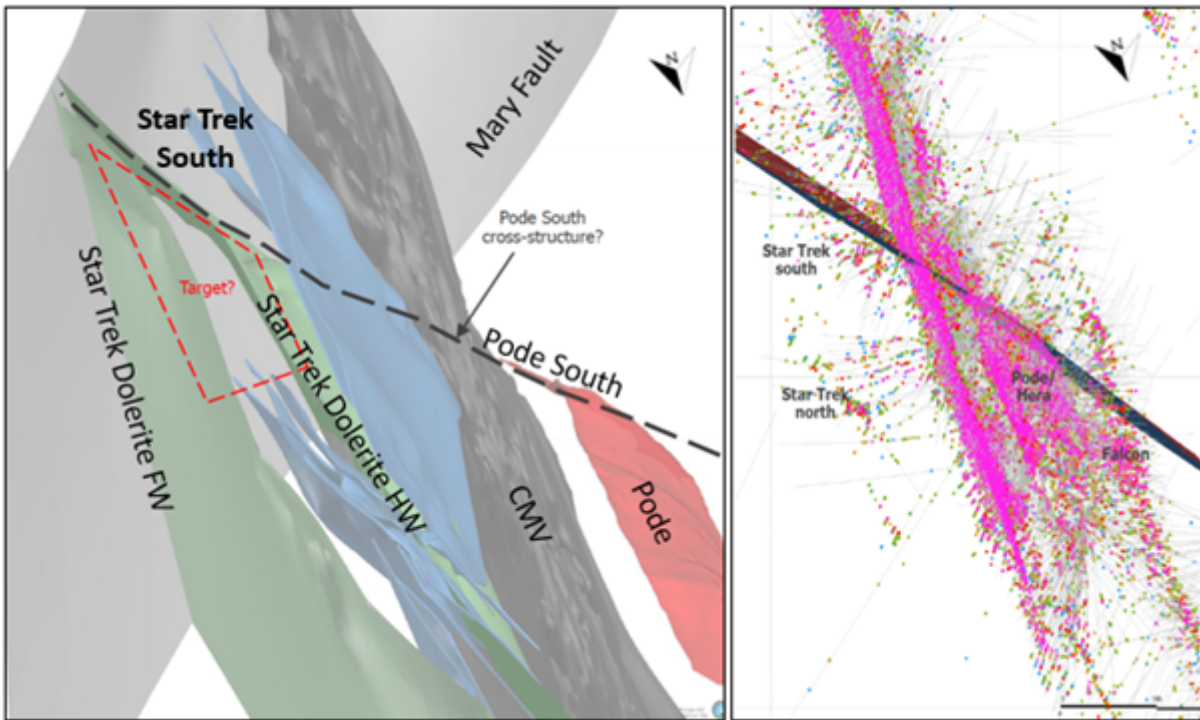 Star Trek
South
Mary Fault
Pode South
cross-structure?
Star Trek Dolerite FW
Target?
Star Trek Dolerite HW
Pode South
CMV
Pode
N
Star Trek
south
Star Trek
north
Pode/
Hera
Falcon
N